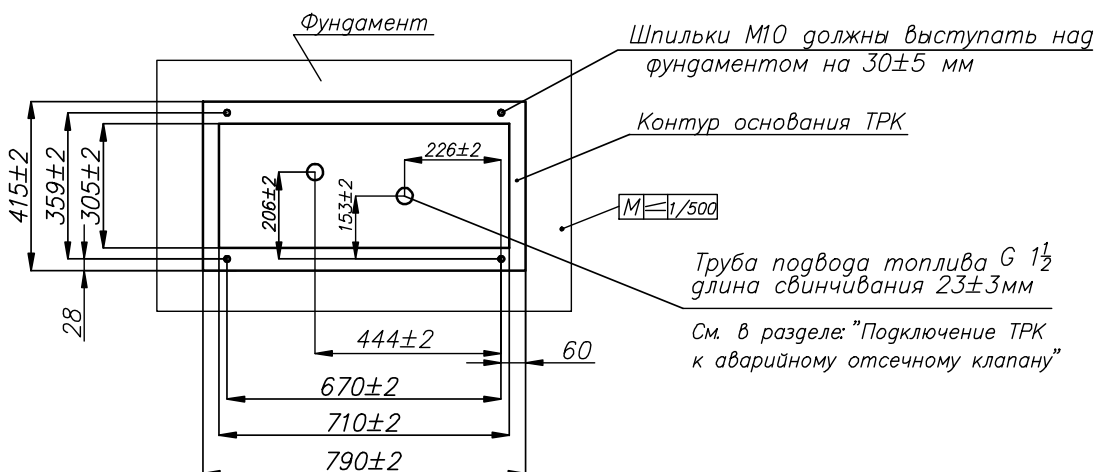 Фундамент
Шпильки М10 должны выступать над
фундаментом на 30±5 мм
Контур основания ТРК
226±2
415±2
359±2
305±2
206±2
153±2
М 1/500
Труба подвода топлива G 1½
длина свинчивания 23±3мм
28
444±2
60
См. в разделе: "Подключение ТРК
к аварийному отсечному клапану"
670±2
710±2
790±2